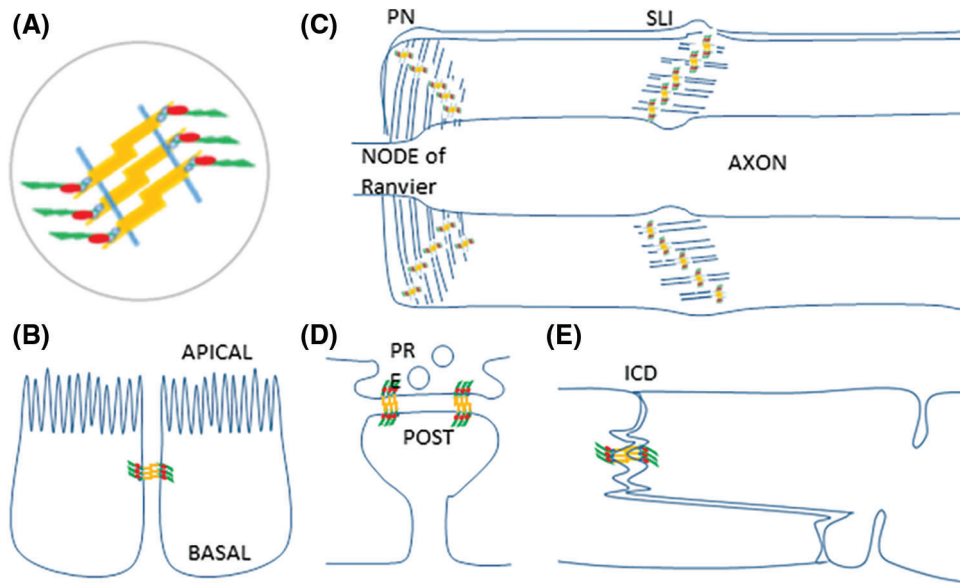 (A)
(B)
APICAL
BASAL
(C)
PN
SLI
NODE of
Ranvier
AXON
(D)
PR
E
POST
(E)
ICD